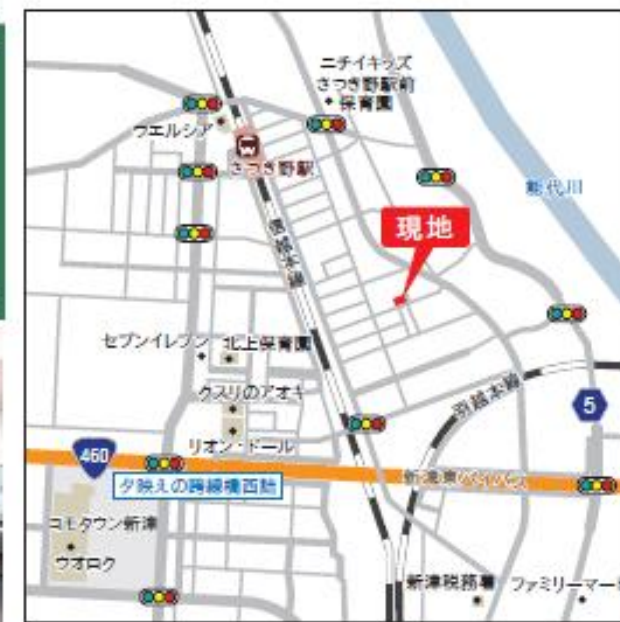 ニチイキッズ
さつき野駅前
保育園
ウエルシア
さつき野駅
能代川
現地
信越本線
セブンイレブン
北上保育園
クスリのアオキ
磐越本線
5
リオン・ドール
460
新津東バイパス
夕映えの跨線橋西詰
コモタウン新津
ウオロク
新津税務署
ファミリーマー